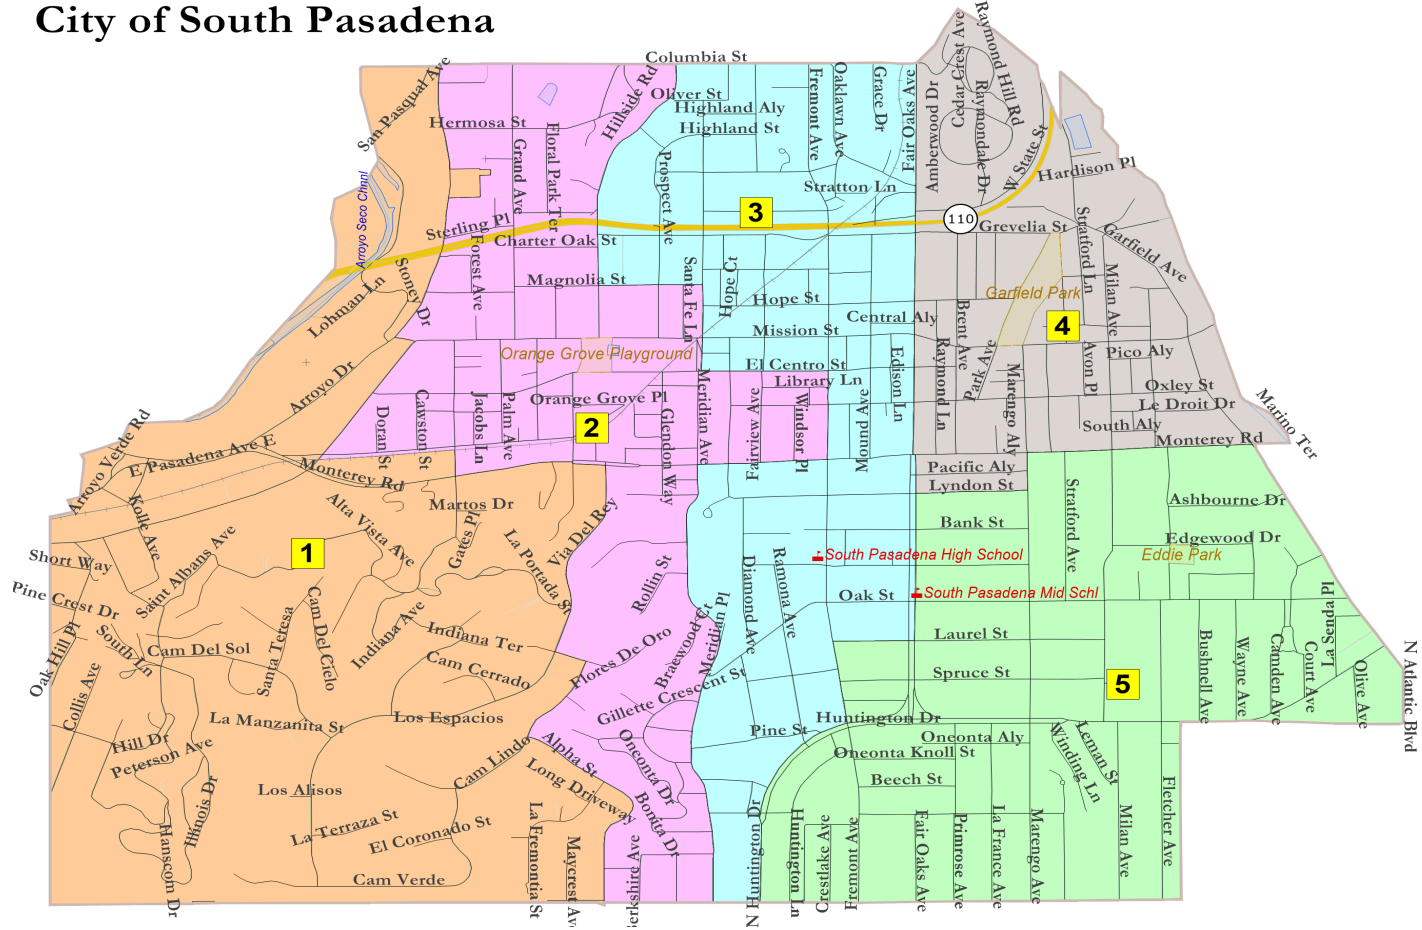 City of South Pasadena
Columbia St
Raymond Hill Rd
Cedar Crest Ave
San Pasqual Ave
Hillside Rd
Oliver St
Highland Aly
Highland St
Fremont Ave
Oaklawn Ave
Grace Dr
Fair Oaks Ave
Amberwood Dr
Raymondale Dr
W State St
Hardison Pl
Hermosa St
Grand Ave
Floral Park Ter
Prospect Ave
Stratton Ln
Arroyo Seco Chnnl
3
110
Sterling Pl
Charter Oak St
Grevelia St
Stratford Ln
Garfield Ave
Forest Ave
Stoney Dr
Magnolia St
Santa Fe Ln
Hope Ct
Hope St
Garfield Park
Milan Ave
Lohman Ln
Mission St
Central Aly
Brent Ave
4
Orange Grove Playground
El Centro St
Library Ln
Edison Ln
Raymond Ln
Park Ave
Marengo Aly
Avon Pl
Pico Aly
Arroyo Dr
Oxley St
Le Droit Dr
South Aly
Monterey Rd
Marino Ter
Orange Grove Pl
Doran St
Cawston St
Jacobs Ln
Palm Ave
2
Glendon Way
Meridian Ave
Fairview Ave
Windsor Pl
Mound Ave
Arroyo Verde Rd
E Pasadena Ave E
Monterey Rd
Pacific Aly
Lyndon St
Kolle Ave
Alta Vista Ave
Martos Dr
Gates Pl
La Portada St
Via Del Rey
Bank St
Stratford Ave
Ashbourne Dr
Edgewood Dr
Eddie Park
Short Way
Saint Albans Ave
1
South Pasadena High School
South Pasadena Mid Schl
Pine Crest Dr
Rollin St
Diamond Ave
Ramona Ave
Oak St
Oak Hill Pl
South Ln
Cam Del Sol
Santa Teresa
Cam Del Cielo
Indiana Ave
Indiana Ter
Cam Cerrado
Flores De Oro
Braewood Ct
Meridian Pl
Laurel St
Spruce St
5
Bushnell Ave
Wayne Ave
Camden Ave
Court Ave
La Senda Pl
Olive Ave
N Atlantic Blvd
Collis Ave
La Manzanita St
Los Espacios
Gillette Crescent St
Pine St
Huntington Dr
Oneonta Aly
Oneonta Knoll St
Beech St
Winding Ln
Leman St
Hill Dr
Peterson Ave
Illinois Dr
Los Alisos
Cam Lindo
Alpha St
Long Driveway
Oneonta Dr
Bonita Dr
La Terraza St
El Coronado St
Hanscom Dr
Cam Verde
La Fremontia St
Maycrest Ave
erkshire Ave
N Huntington Dr
Huntington Ln
Crestlake Ave
Fremont Ave
Fair Oaks Ave
Primrose Ave
La France Ave
Marengo Ave
Milan Ave
Fletcher Ave